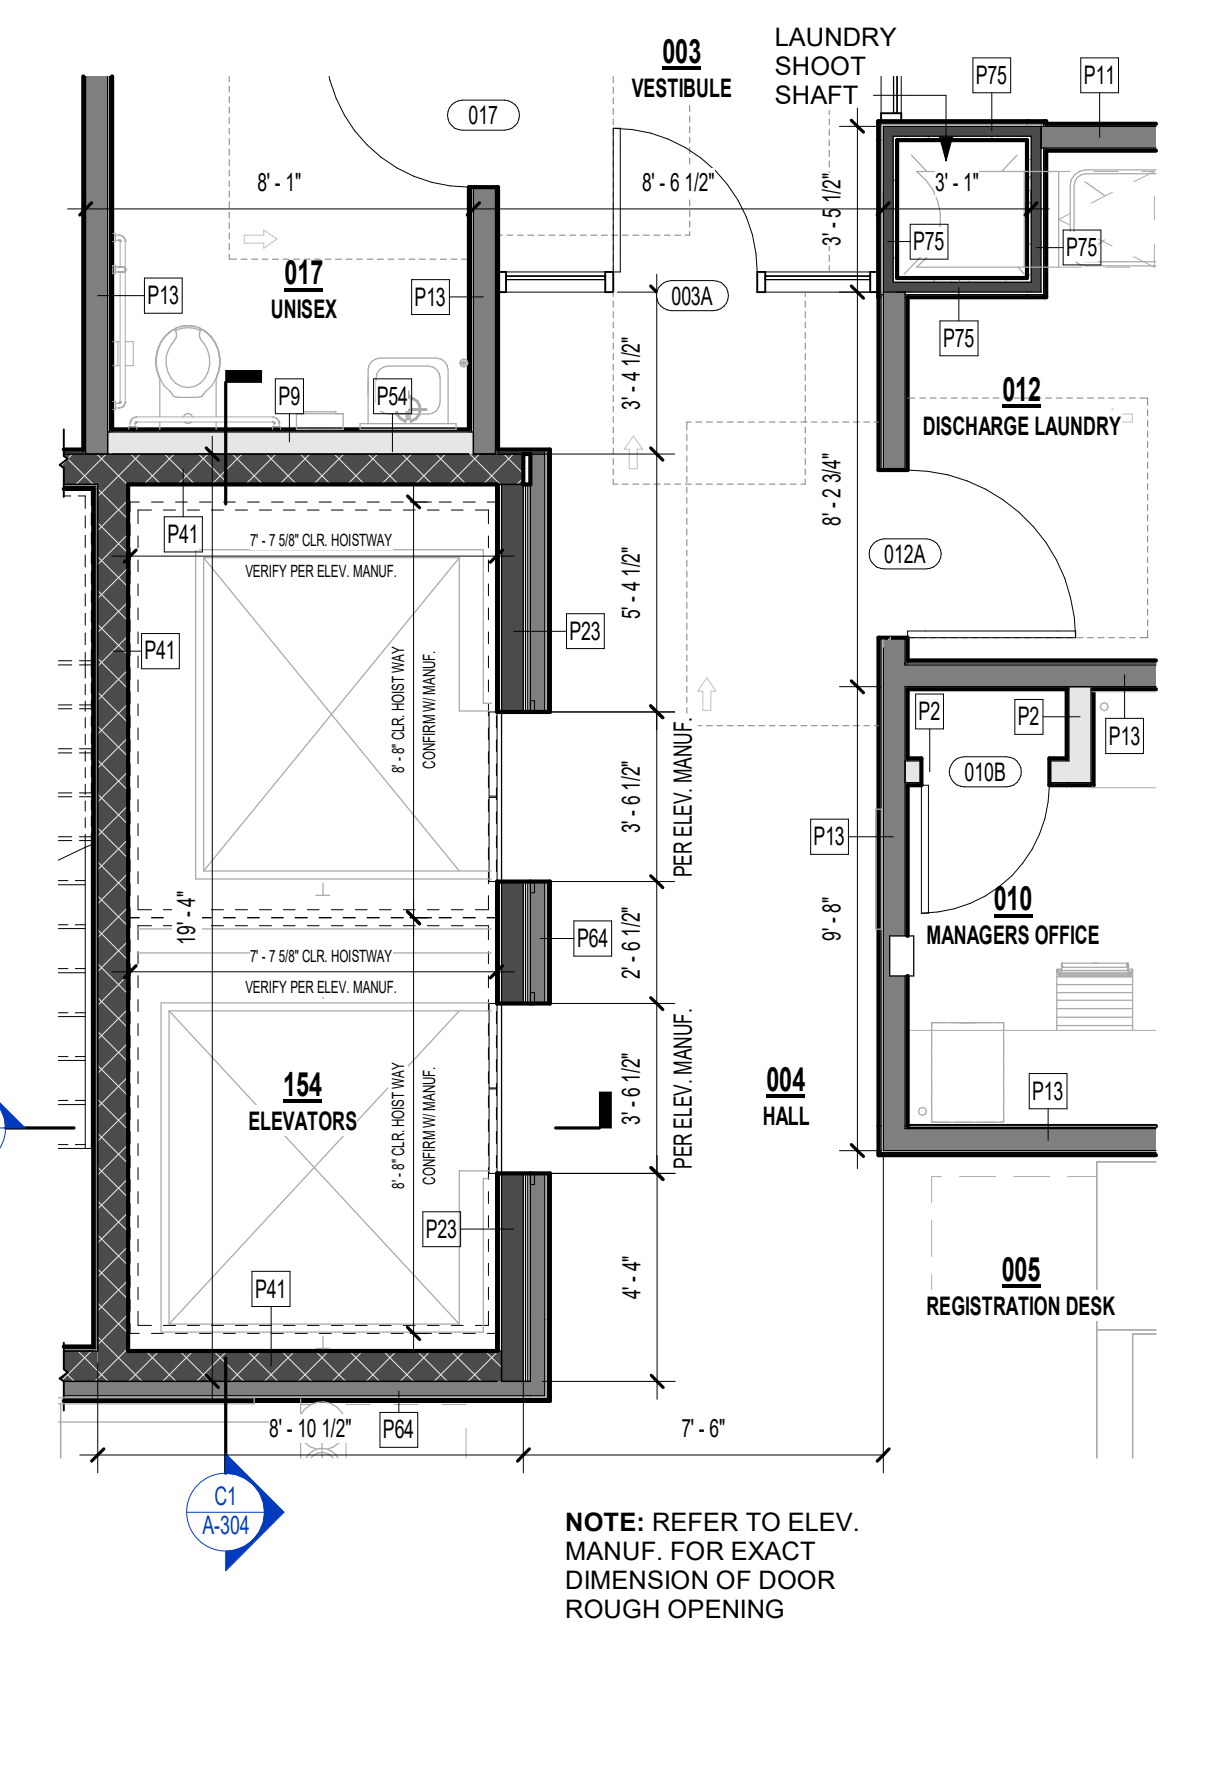 003
VESTIBULE
LAUNDRY
SHOOT
SHAFT
P75
P11
017
8' - 1"
8' - 6 1/2"
3' - 5 1/2"
3' - 1"
P75
P75
017
UNISEX
P13
P13
003A
P75
3' - 4 1/2"
P9
P54
012
DISCHARGE LAUNDRY
8' - 2 3/4"
P41
7' - 7 5/8" CLR. HOISTWAY
VERIFY PER ELEV. MANUF.
012A
5' - 4 1/2"
P23
P41
8' - 8" CLR. HOIST WAY
CONFIRM W/ MANUF.
P2
P2
P13
010B
3' - 6 1/2"
PER ELEV. MANUF.
P13
19' - 4"
010
MANAGERS OFFICE
9' - 8"
P64
2' - 6 1/2"
7' - 7 5/8" CLR. HOISTWAY
VERIFY PER ELEV. MANUF.
154
ELEVATORS
8' - 8" CLR. HOIST WAY
CONFIRM W/ MANUF.
3' - 6 1/2"
PER ELEV. MANUF.
004
HALL
P13
P23
4' - 4"
P41
005
REGISTRATION DESK
8' - 10 1/2"
P64
7' - 6"
C1
A-304
NOTE: REFER TO ELEV.
MANUF. FOR EXACT
DIMENSION OF DOOR
ROUGH OPENING